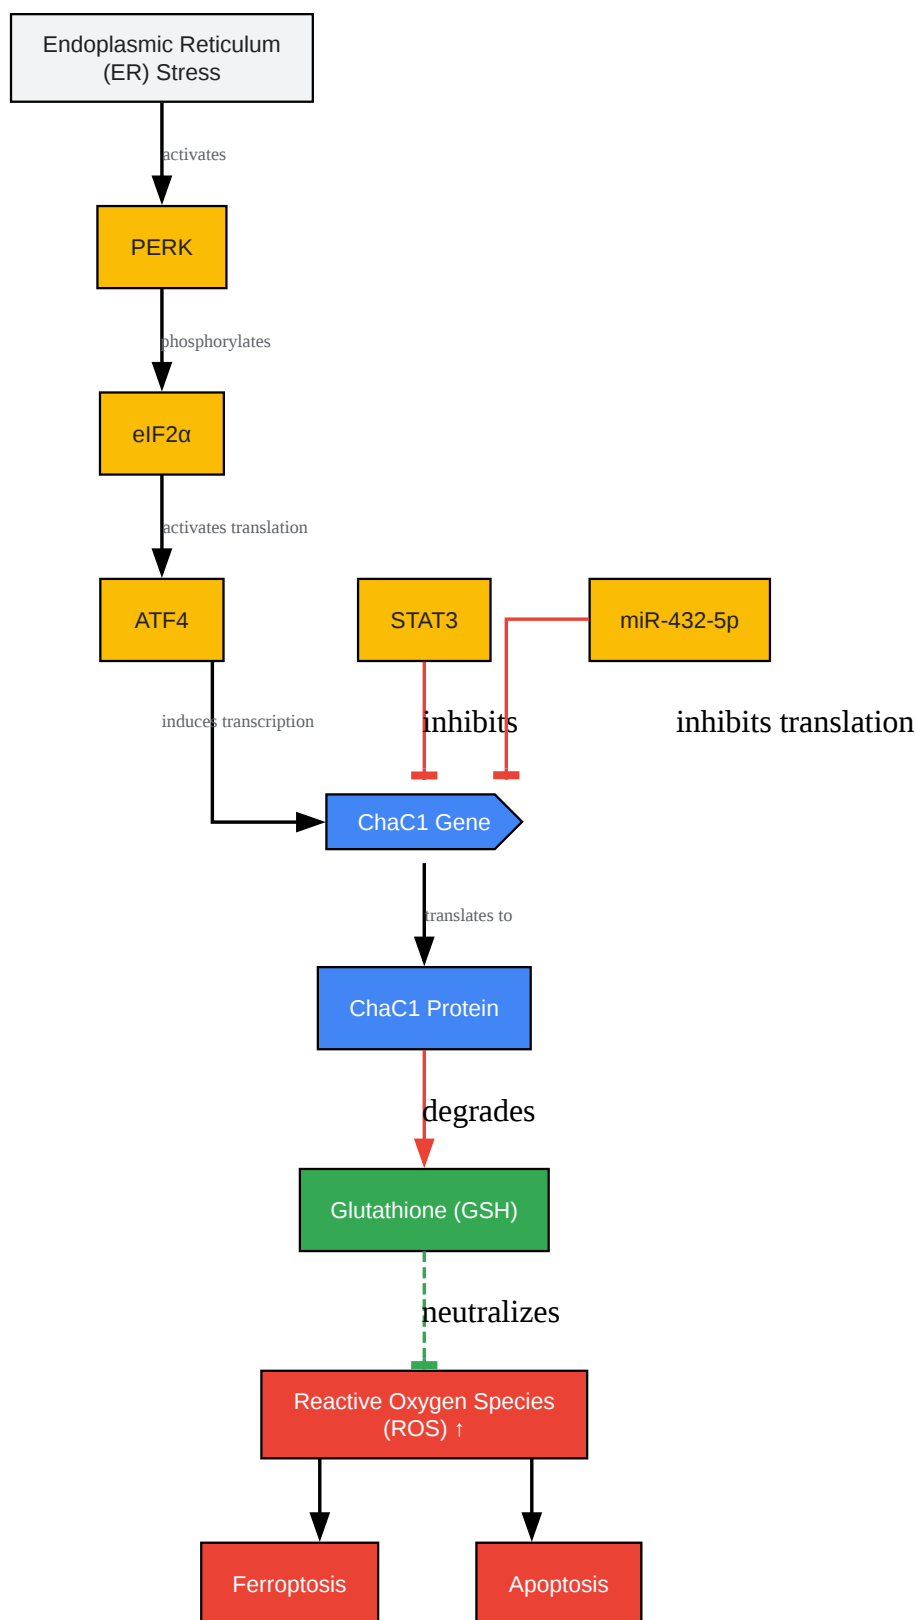 Endoplasmic Reticulum
(ER) Stress
activates
PERK
phosphorylates
eIF2α
activates translation
ATF4
STAT3
miR-432-5p
induces transcription
inhibits
inhibits translation
ChaC1 Gene
translates to
ChaC1 Protein
degrades
Glutathione (GSH)
neutralizes
Reactive Oxygen Species
(ROS) ↑
Ferroptosis
Apoptosis